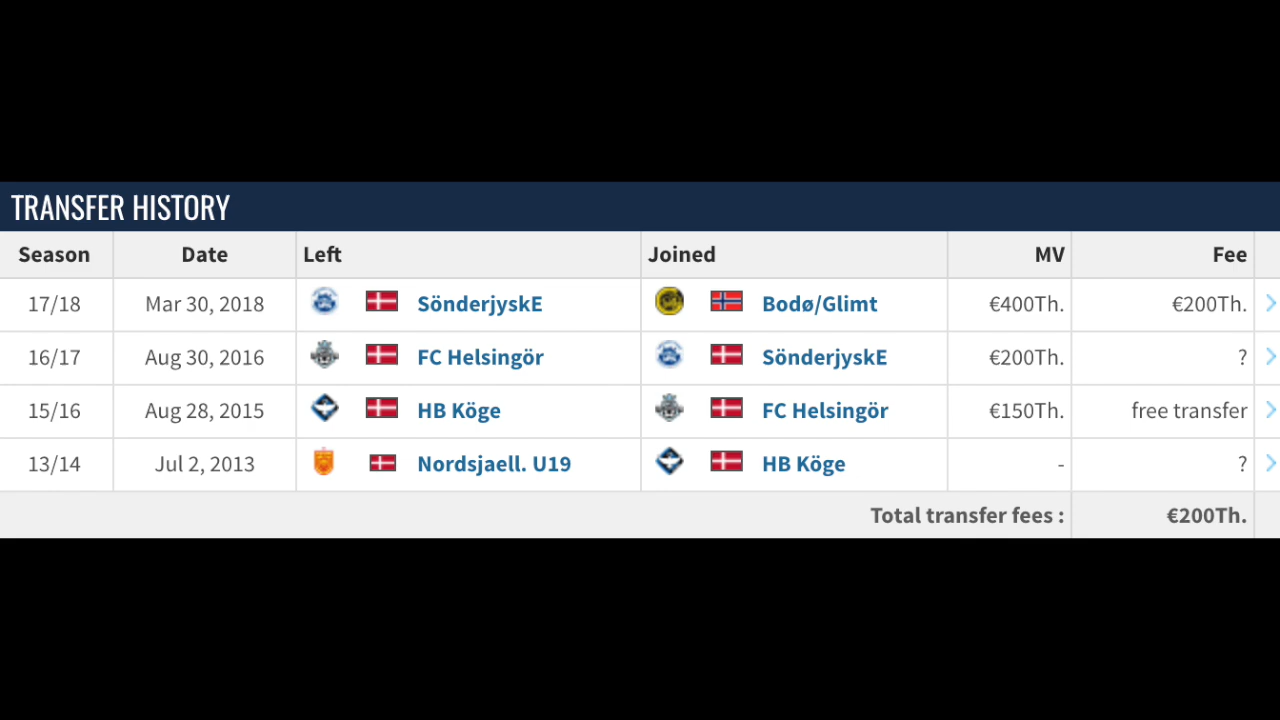 TRANSFER HISTORY
Season Date Left Joined MV Fee
17/18 Mar 30, 2018 SönderjyskE Bodø/Glimt €400Th. €200Th.
16/17 Aug 30, 2016 FC Helsingör SönderjyskE €200Th. ?
15/16 Aug 28, 2015 HB Köge FC Helsingör €150Th. free transfer
13/14 Jul 2, 2013 Nordsjaell. U19 HB Köge - ?
Total transfer fees : €200Th.